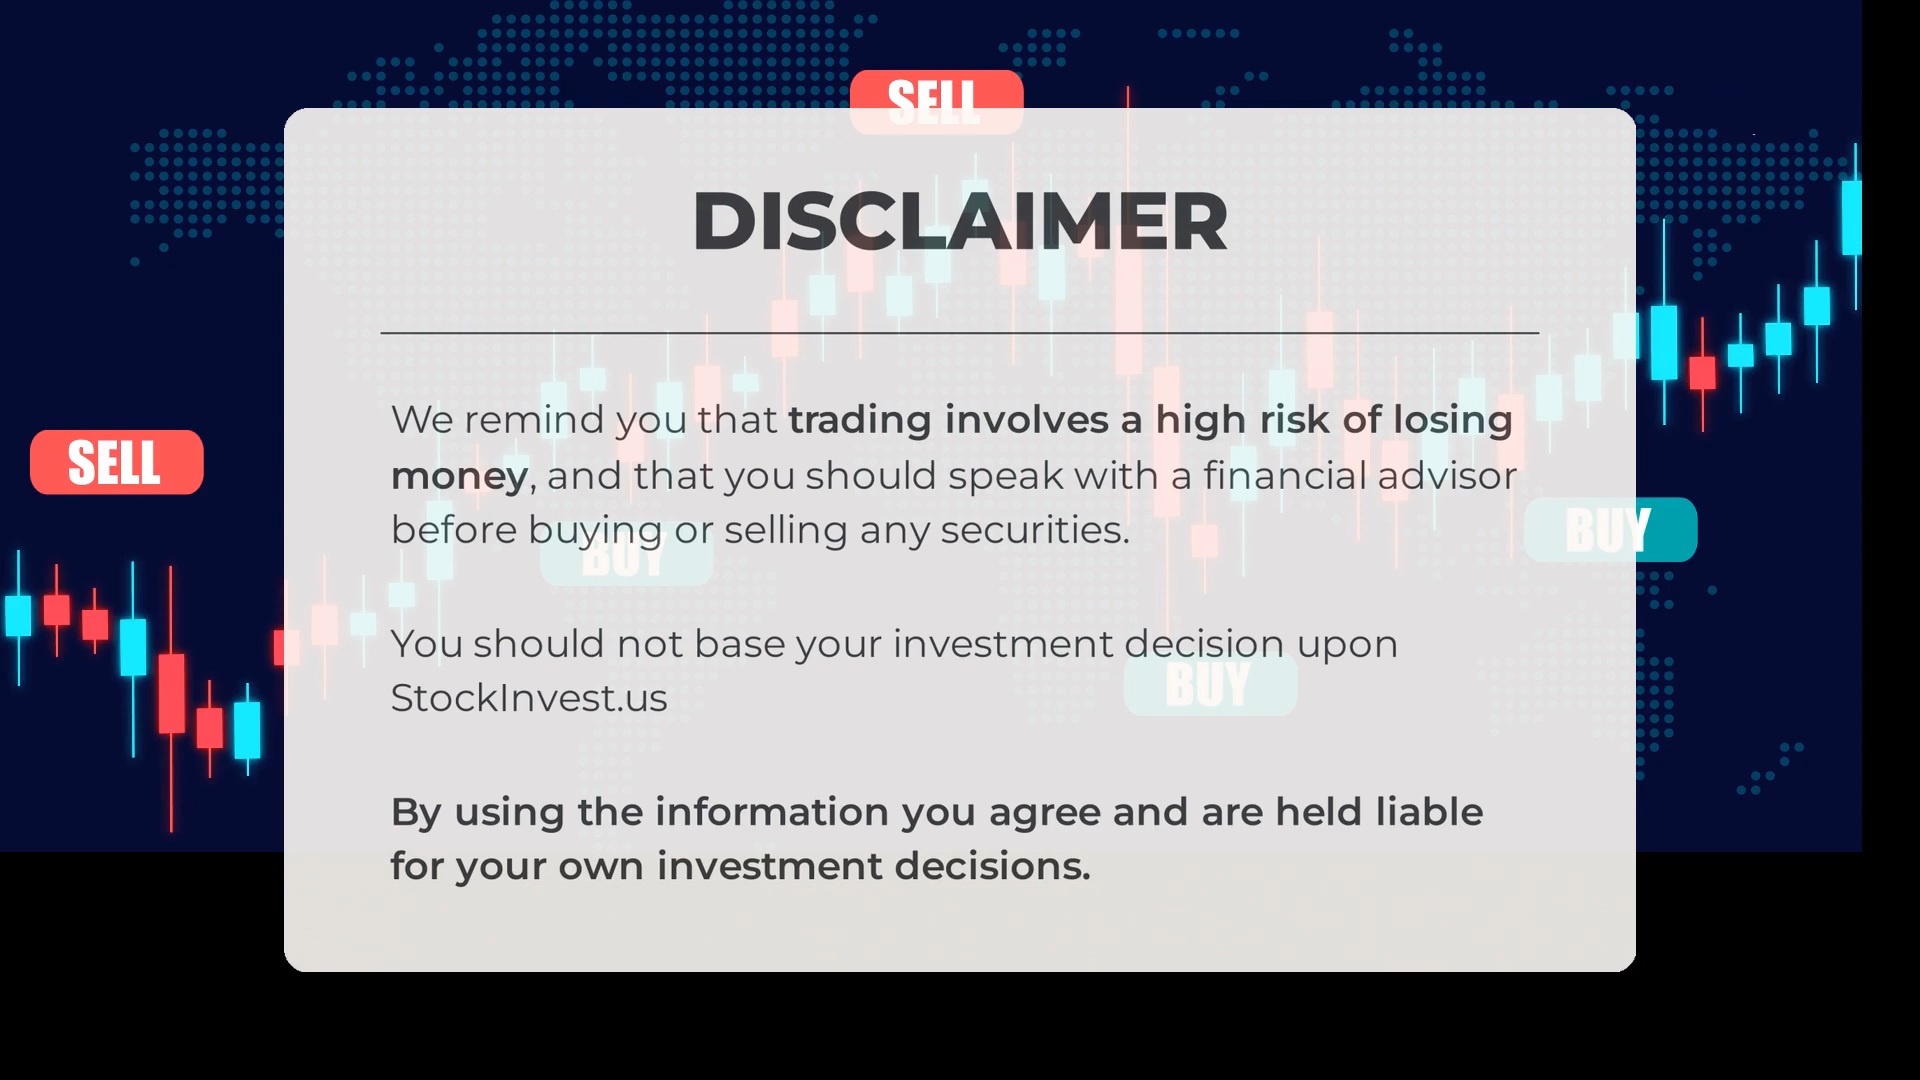 SELL
DISCLAIMER
We remind you that trading involves a high risk of losing
money, and that you should speak with a financial advisor
before buying or selling any securities.
SELL
BUY
BUY
You should not base your investment decision upon
StockInvest.us
BUY
By using the information you agree and are held liable
for your own investment decisions.